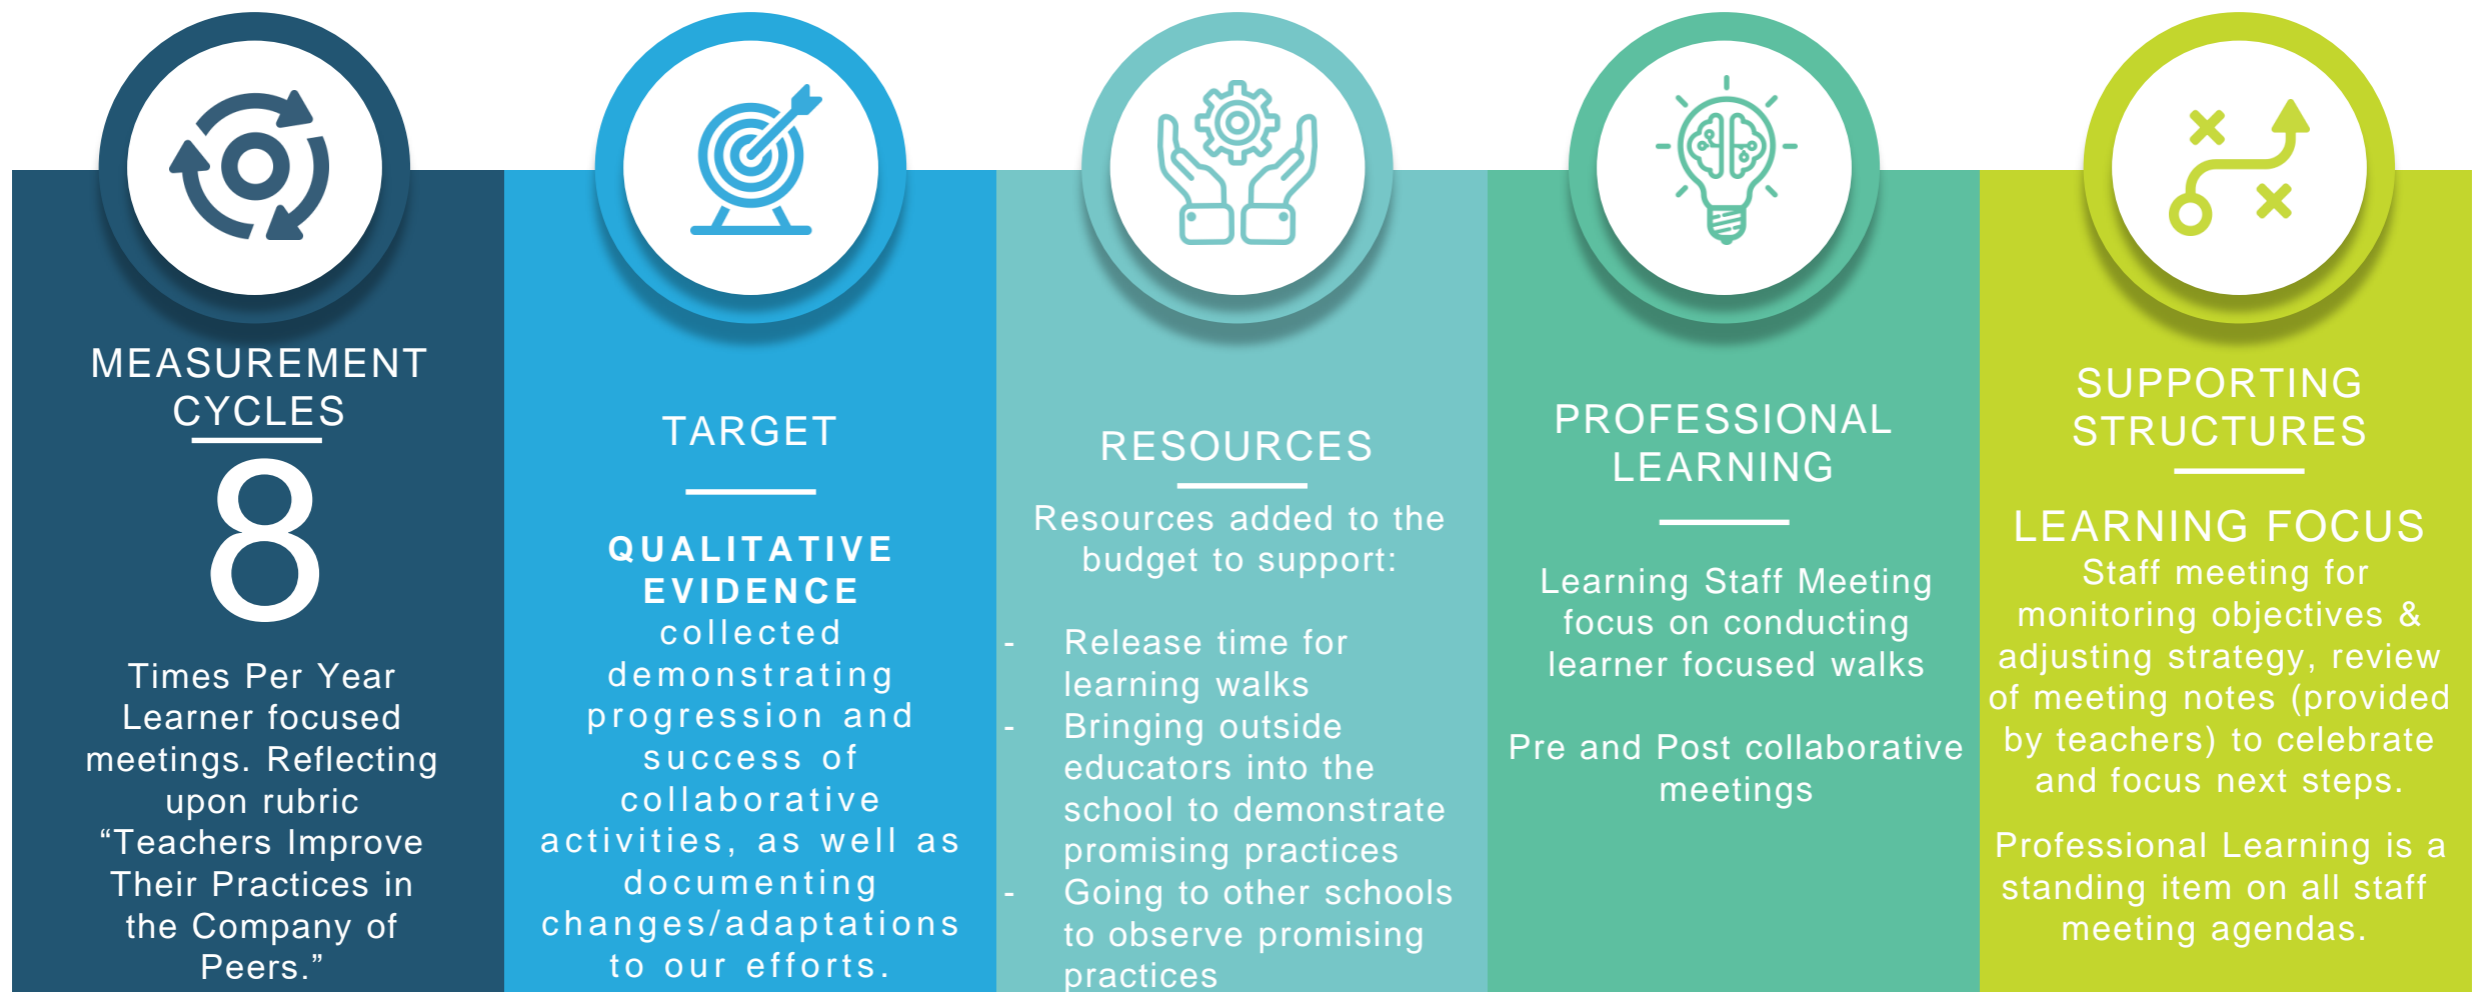 MEASUREMENT
CYCLES
8
Times Per Year
Learner focused
meetings. Reflecting
upon rubric
“Teachers Improve
Their Practices in
the Company of
Peers.”
TARGET
QUALITATIVE
EVIDENCE
collected
demonstrating
progression and
success of
collaborative
activities, as well as
documenting
changes/adaptations
to our efforts.
RESOURCES
Resources added to the
budget to support:
- Release time for
learning walks
- Bringing outside
educators into the
school to demonstrate
promising practices
- Going to other schools
to observe promising
practices
PROFESSIONAL
LEARNING
Learning Staff Meeting
focus on conducting
learner focused walks
Pre and Post collaborative
meetings
SUPPORTING
STRUCTURES
LEARNING FOCUS
Staff meeting for
monitoring objectives &
adjusting strategy, review
of meeting notes (provided
by teachers) to celebrate
and focus next steps.
Professional Learning is a
standing item on all staff
meeting agendas.